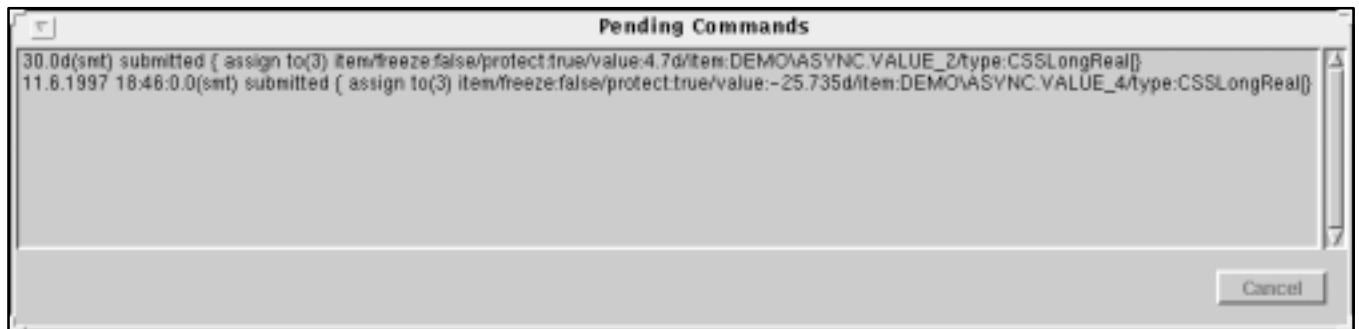 Pending Commands
30.0d(smt) submitted { assign to(3) item/freeze:false/protect:true/value:4.7d/item:DEMO\ASYNC.VALUE_2/type:CSSLongReal[}
11.6.1997 18:46:0.0(smt) submitted { assign to(3) item/freeze:false/protect:true/value:-25.735d/item:DEMO\ASYNC.VALUE_4/type:CSSLongReal[}
Cancel